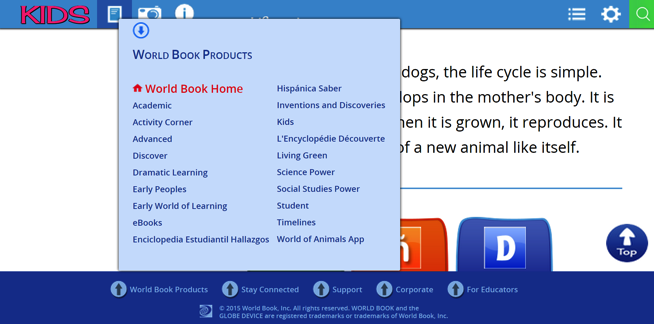 KIDS
WORLD BOOK PRODUCTS
World Book Home
Academic
Activity Corner
Advanced
Discover
Dramatic Learning
Early Peoples
Early World of Learning
eBooks
Enciclopedia Estudiantil Hallazgos
Hispánica Saber
Inventions and Discoveries
Kids
L'Encyclopédie Découverte
Living Green
Science Power
Social Studies Power
Student
Timelines
World of Animals App
dogs, the life cycle is simple.
lops in the mother's body. It is
en it is grown, it reproduces. It
of a new animal like itself.
D
Top
World Book Products
Stay Connected
Support
Corporate
For Educators
© 2015 World Book, Inc. All rights reserved. WORLD BOOK and the
GLOBE DEVICE are registered trademarks or trademarks of World Book, Inc.